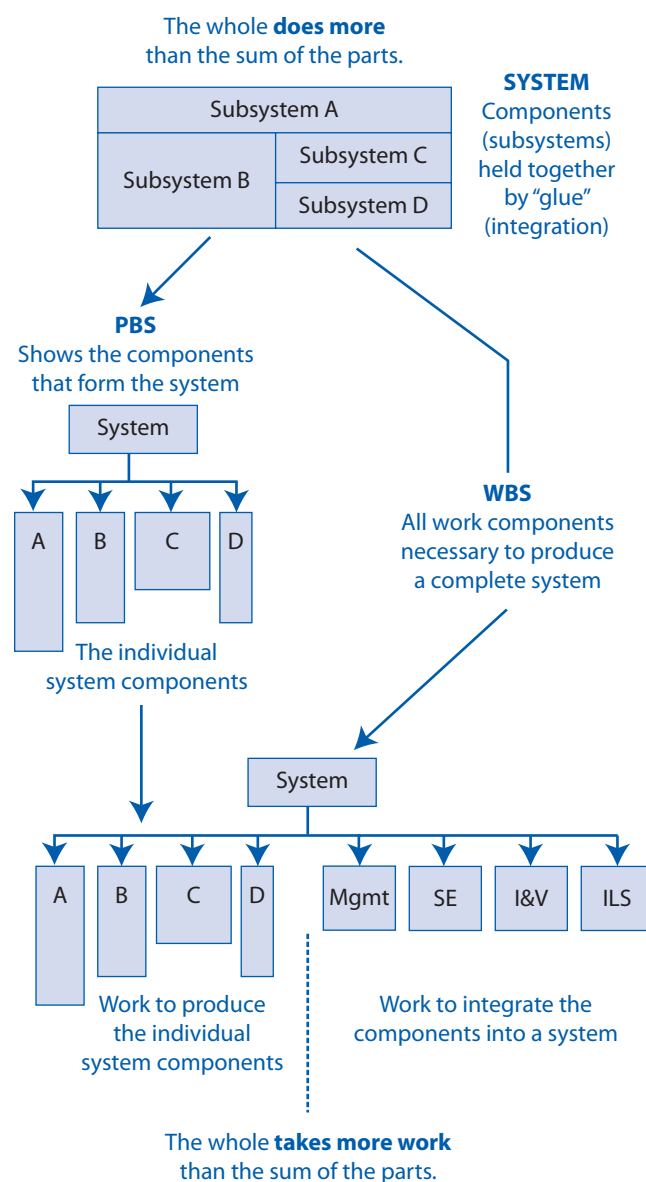 The whole does more
than the sum of the parts.
SYSTEM
Components
(subsystems)
held together
by “glue”
(integration)
Subsystem A
Subsystem B
Subsystem C
Subsystem D
PBS
Shows the components
that form the system
System
A
B
C
D
The individual
system components
WBS
All work components
necessary to produce
a complete system
System
A
B
C
D
Mgmt
SE
I&V
ILS
Work to produce
the individual
system components
Work to integrate the
components into a system
The whole takes more work
than the sum of the parts.